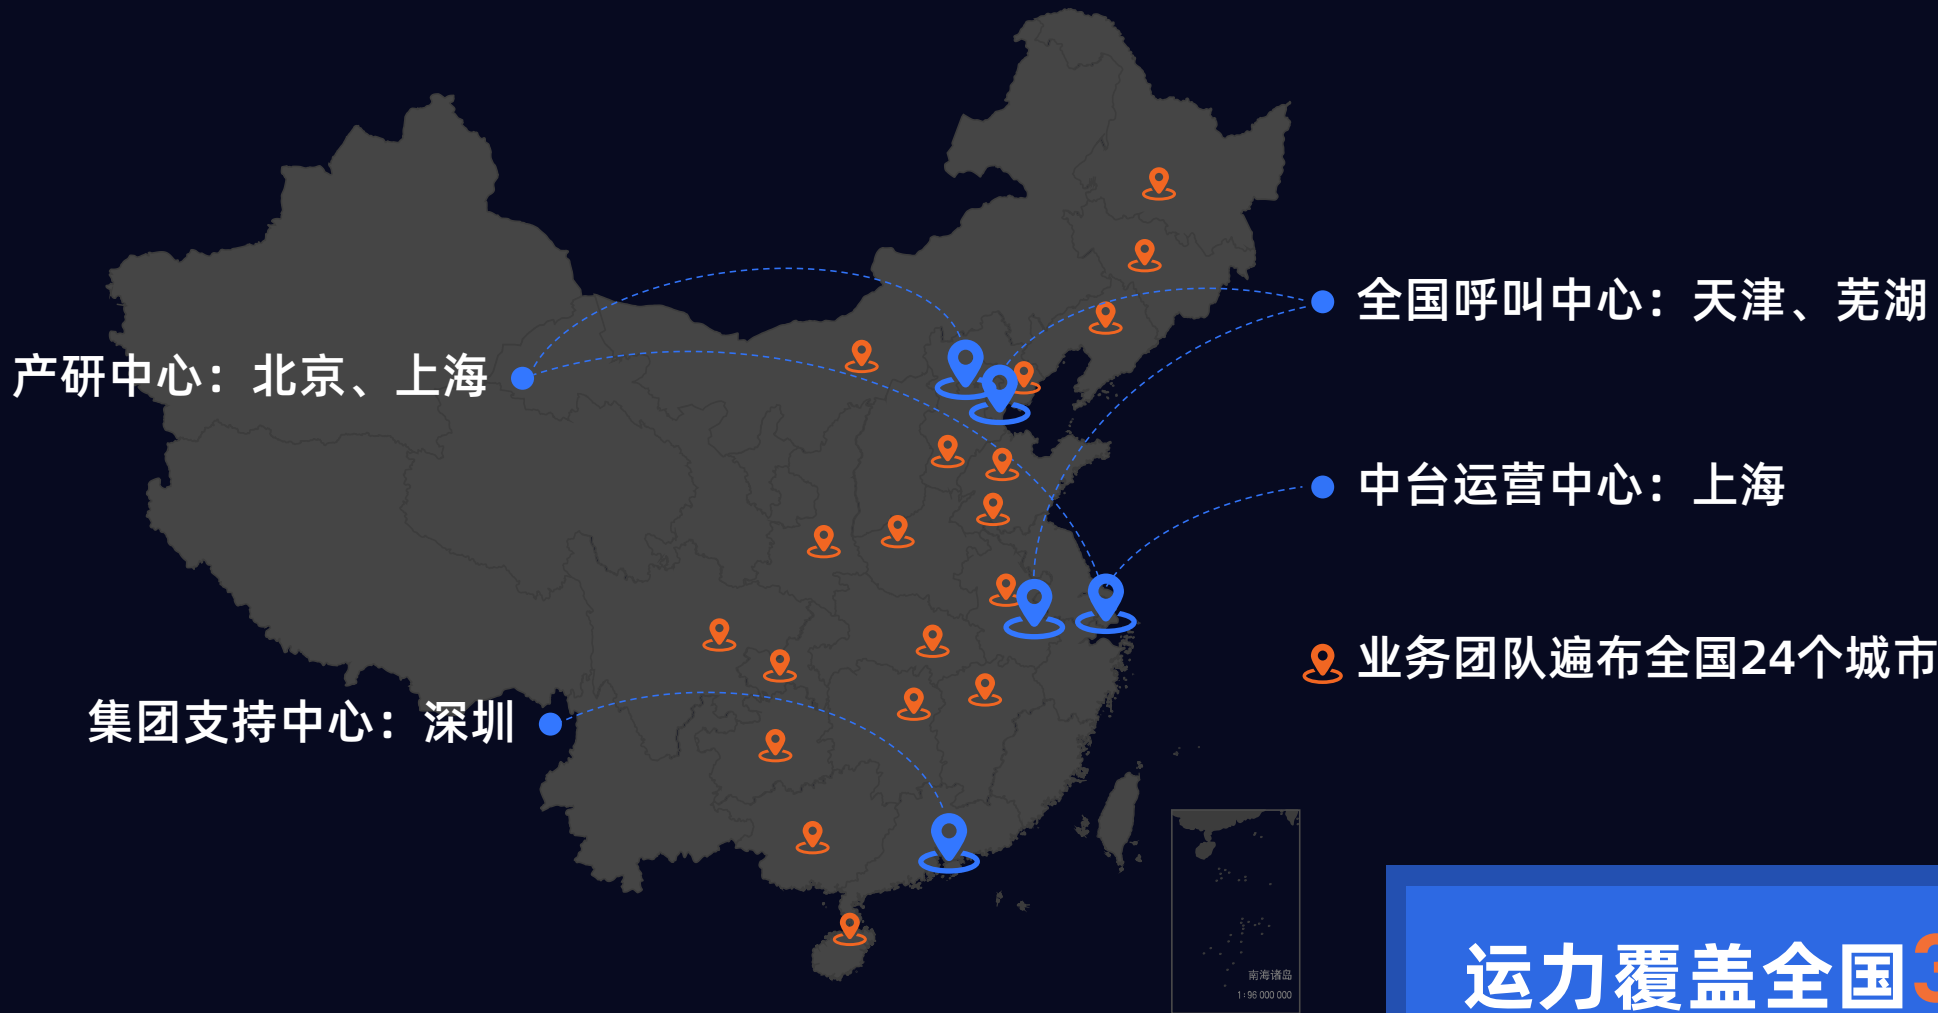 全国呼叫中心：天津、芜湖
产研中心：北京、上海
中台运营中心：上海
业务团队遍布全国24个城市
集团支持中心：深圳
南海诸岛
1:96 000 000
运力覆盖全国3